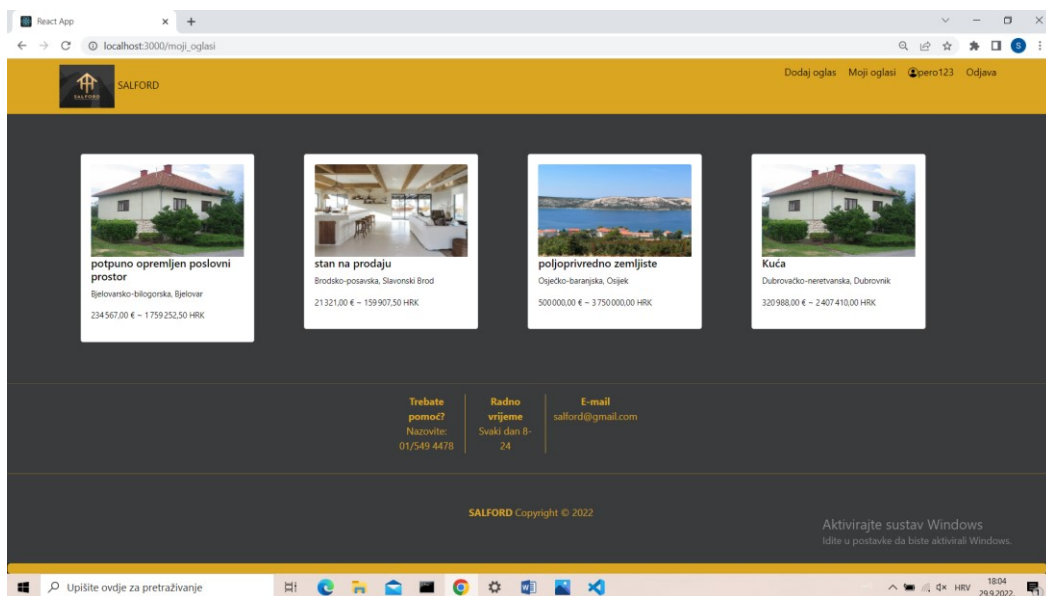 React App
localhost:3000/moji_oglasi
S
SALFORD
SALFORD
Dodaj oglas Moji oglasi pero123 Odjava
potpuno opremljen poslovni
prostor
Bjelovarsko-bilogorska, Bjelovar
234 567,00 € ~ 1 759 252,50 HRK
stan na prodaju
Brodsko-posavska, Slavonski Brod
21 321,00 € ~ 159 907,50 HRK
poljoprivredno zemljiste
Osječko-baranjska, Osijek
500 000,00 € ~ 3 750 000,00 HRK
Kuća
Dubrovačko-neretvanska, Dubrovnik
320 988,00 € ~ 2 407 410,00 HRK
Trebate
pomoć?
Nazovite:
01/549 4478
Radno
vrijeme
Svaki dan 8-
24
E-mail
salford@gmail.com
SALFORD Copyright © 2022
Aktivirajte sustav Windows
Idite u postavke da biste aktivirali Windows.
Upišite ovdje za pretraživanje
HRV
18:04
29.9.2022.